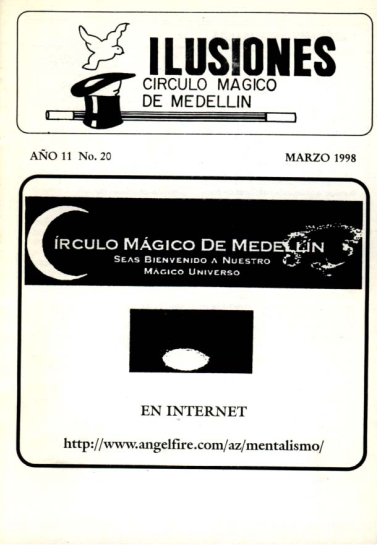 ILUSIONES
CIRCULO MAGICO
DE MEDELLIN
AÑO 11 No. 20
MARZO 1998
CÍRCULO MÁGICO DE MEDELLÍN
SEAS BIENVENIDO A NUESTRO
MÁGICO UNIVERSO
EN INTERNET
http://www.angelfire.com/az/mentalismo/